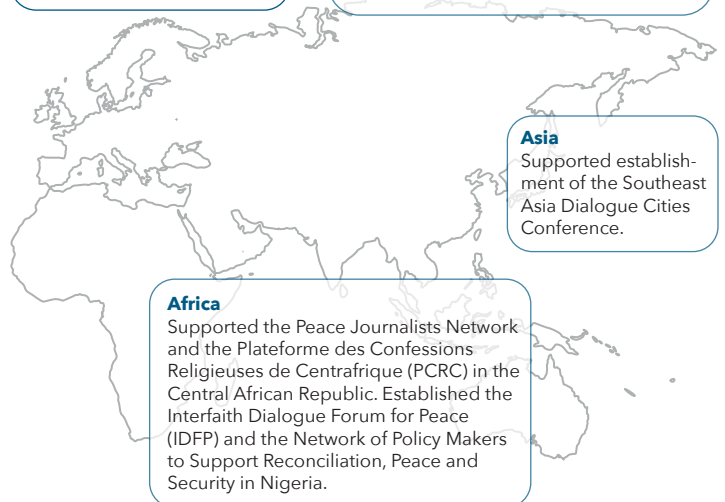 Asia
Supported establish-
ment of the Southeast
Asia Dialogue Cities
Conference.
Africa
Supported the Peace Journalists Network
and the Plateforme des Confessions
Religieuses de Centrafrique (PCRC) in the
Central African Republic. Established the
Interfaith Dialogue Forum for Peace
(IDFP) and the Network of Policy Makers
to Support Reconciliation, Peace and
Security in Nigeria.